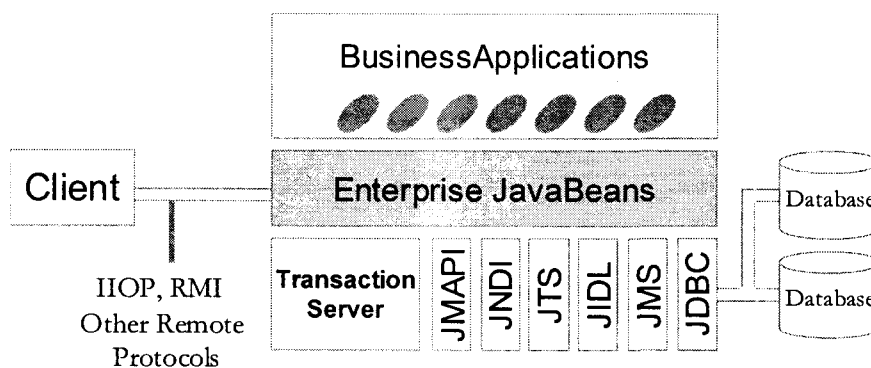 BusinessApplications
Client
Enterprise JavaBeans
Database
IIOP, RMI
Other Remote
Protocols
Transaction
Server
JMAPI
JNDI
JTS
JIDL
JMS
JDBC
Database